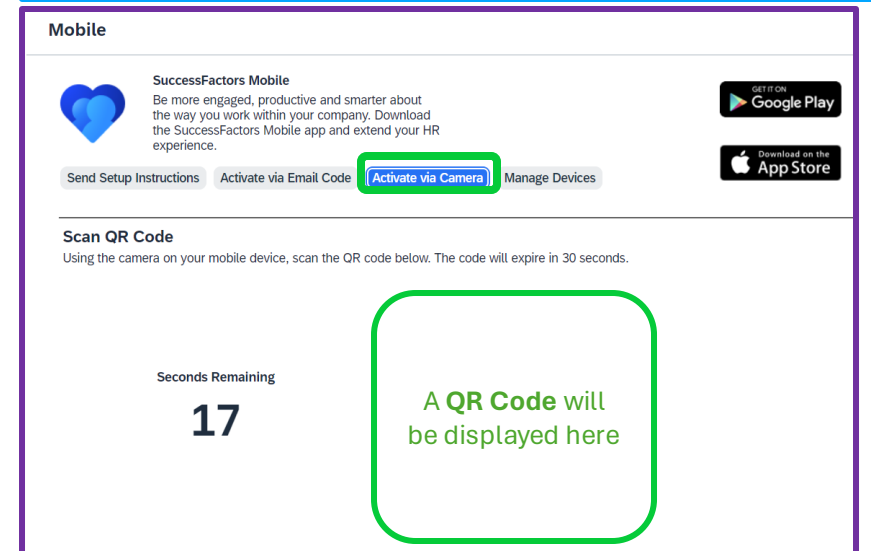 Mobile
SuccessFactors Mobile
Be more engaged, productive and smarter about
the way you work within your company. Download
the SuccessFactors Mobile app and extend your HR
experience.
GET IT ON
Google Play
Download on the
App Store
Send Setup Instructions
Activate via Email Code
Activate via Camera
Manage Devices
Scan QR Code
Using the camera on your mobile device, scan the QR code below. The code will expire in 30 seconds.
Seconds Remaining
17
A QR Code will
be displayed here